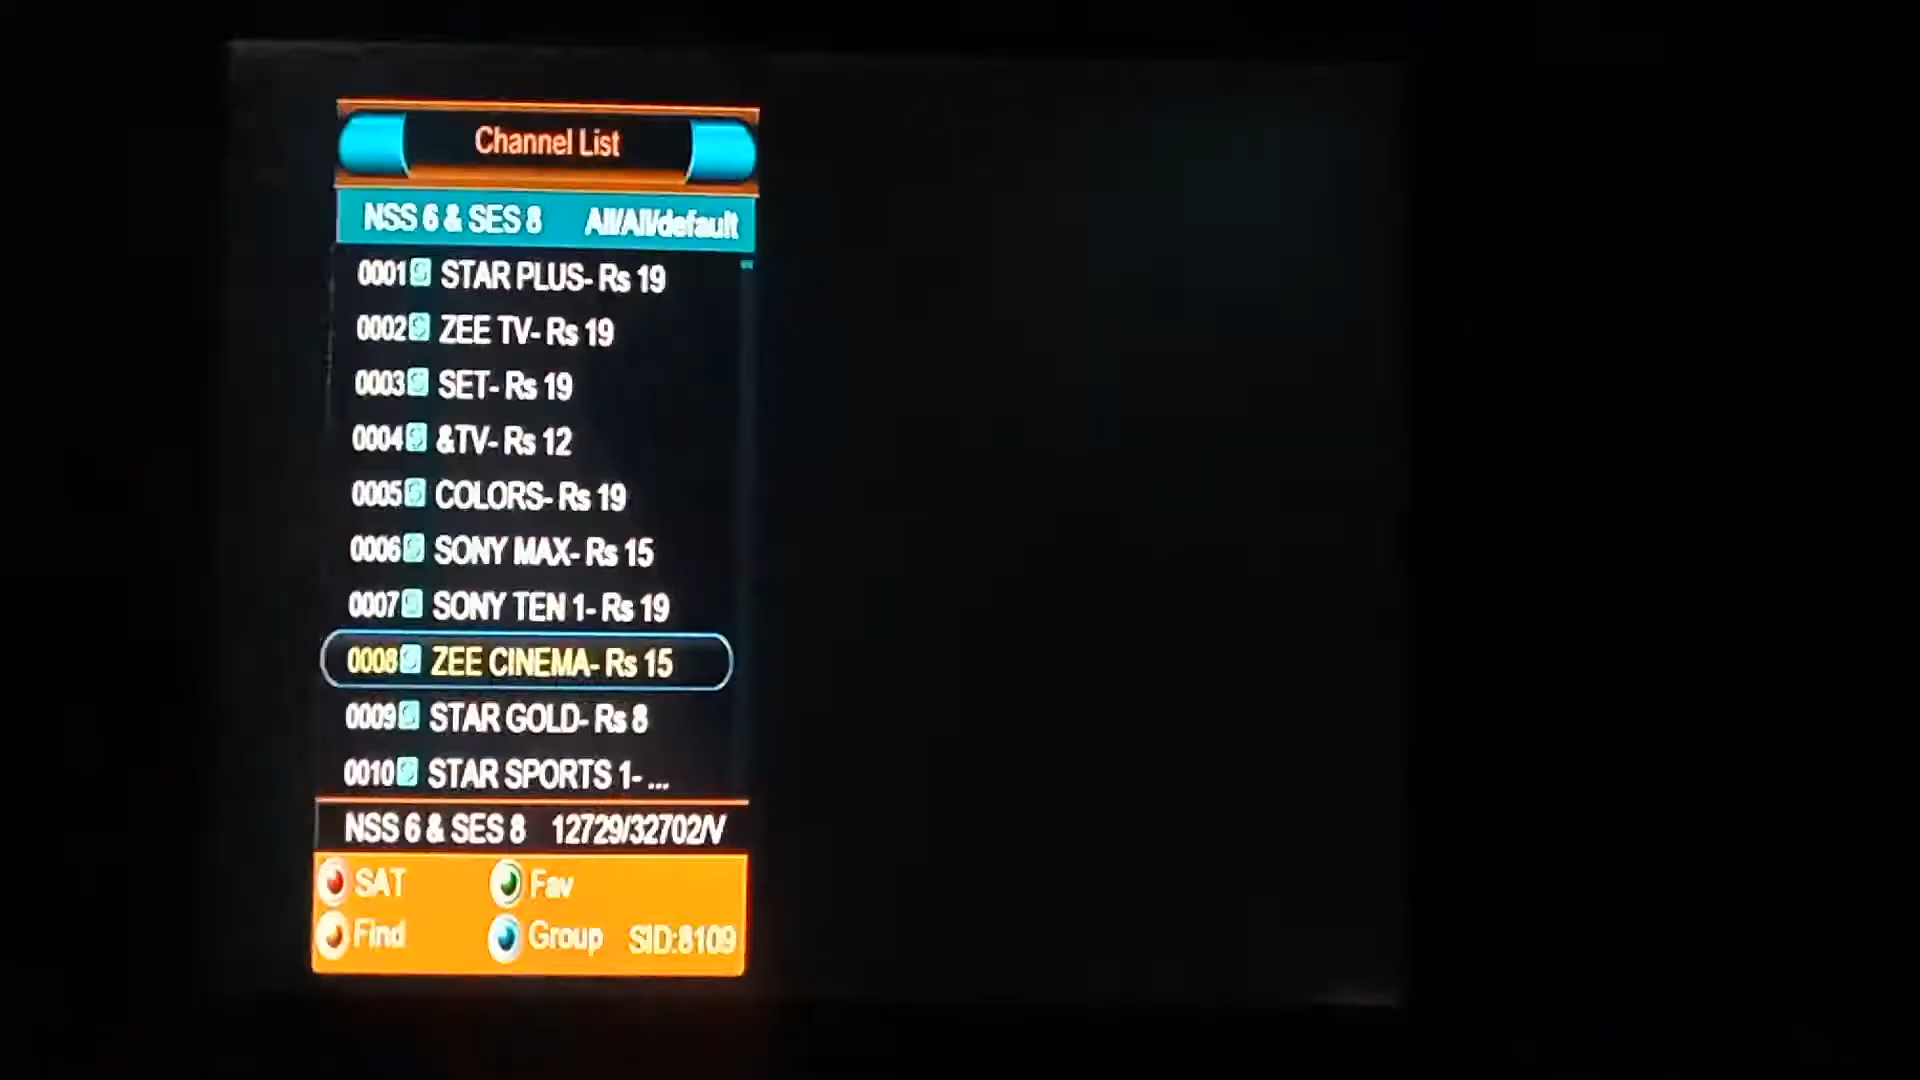 Channel List
NSS 6 & SES 8 All/All/default
0001 STAR PLUS- Rs 19
0002 ZEE TV- Rs 19
0003 SET- Rs 19
0004 &TV- Rs 12
0005 COLORS- Rs 19
0006 SONY MAX- Rs 15
0007 SONY TEN 1- Rs 19
0008 ZEE CINEMA- Rs 15
0009 STAR GOLD- Rs 8
0010 STAR SPORTS 1- ...
NSS 6 & SES 8 12729/32702/V
SAT Fav
Find Group SID:8109